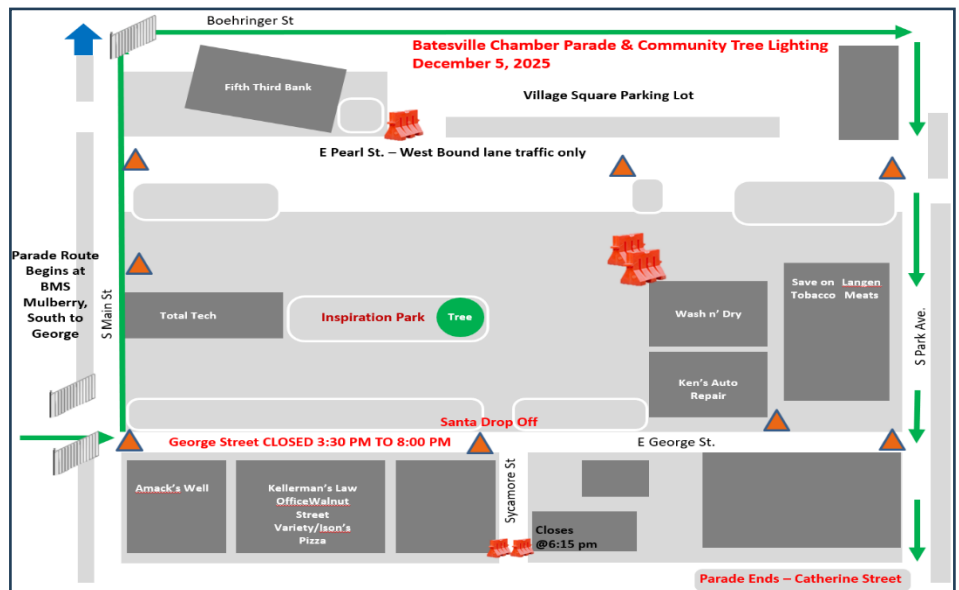 Boehringer St
Batesville Chamber Parade & Community Tree Lighting
December 5, 2025
Fifth Third Bank
Village Square Parking Lot
E Pearl St. – West Bound lane traffic only
Parade Route
Begins at
BMS
Mulberry,
South to
George
S Main St
Total Tech
Inspiration Park
Tree
Wash n’ Dry
Save on
Tobacco
Langen
Meats
S Park Ave.
Ken’s Auto
Repair
Santa Drop Off
George Street CLOSED 3:30 PM TO 8:00 PM
E George St.
Amack’s Well
Kellerman’s Law
OfficeWalnut
Street
Variety/Ison’s
Pizza
Sycamore St
Closes
@6:15 pm
Parade Ends – Catherine Street